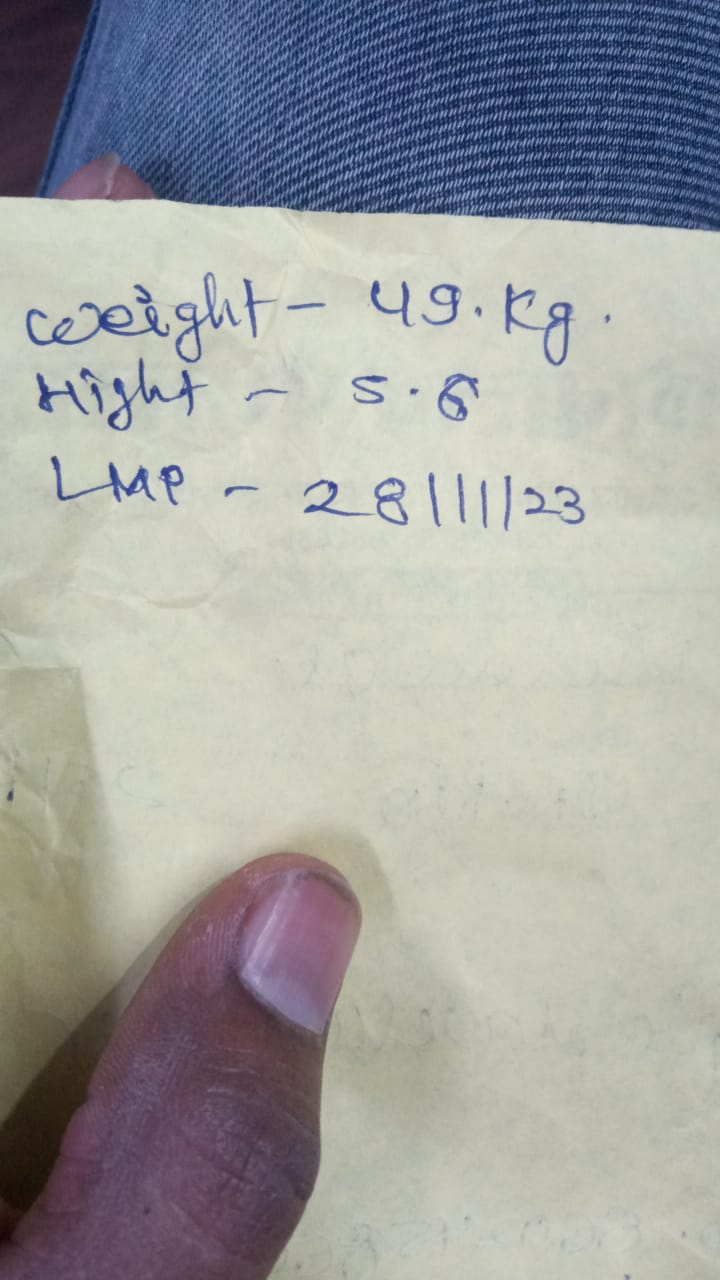 Weight - 49.Kg.
Hight - 5.6
LMP - 28/11/23